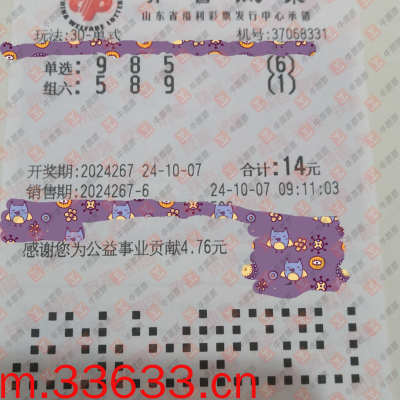 山东省福利彩票发行中心承销
玩法:30-单式 机号:37068331
单选: 9 8 5 (6)
组六: 5 8 9 (1)
开奖期:2024267 24-10-07 合计:14元
销售期:2024267-6 24-10-07 09:11:03
感谢您为公益事业贡献4.76元
m.33633.cn